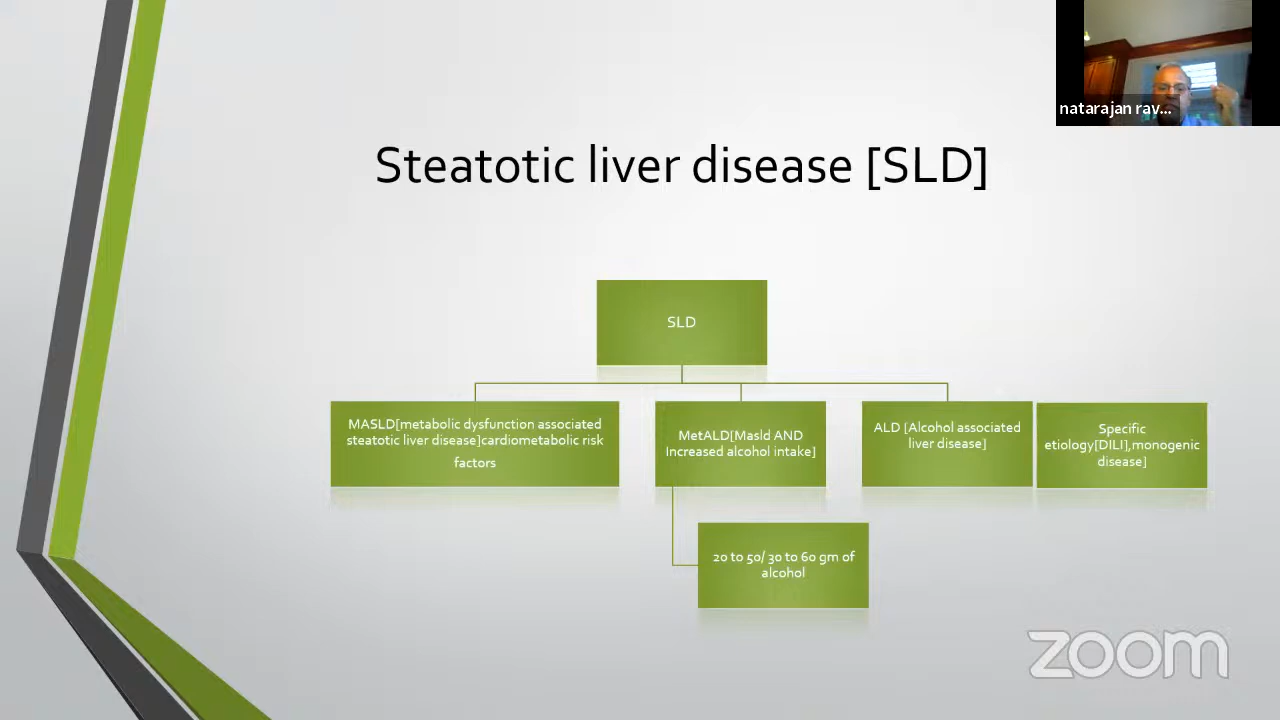 natarajan rav...
Steatotic liver disease [SLD]
SLD
MASLD[metabolic dysfunction associated
steatotic liver disease]cardiometabolic risk
factors
MetALD[Masld AND
Increased alcohol intake]
ALD [Alcohol associated
liver disease]
Specific
etiology[DILI],monogenic
disease]
20 to 50/ 30 to 60 gm of
alcohol
zoom